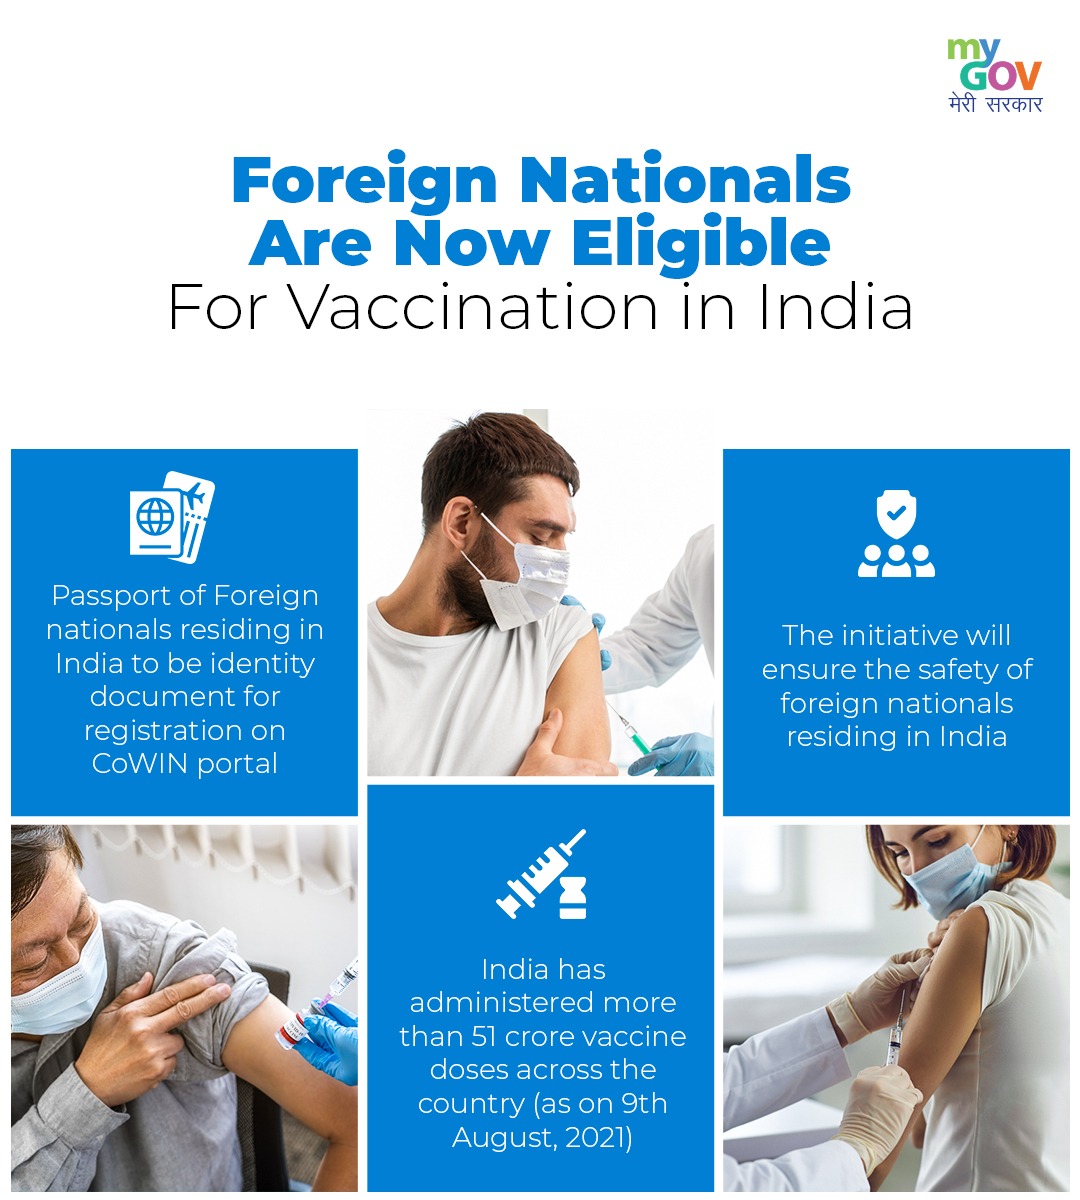 my
GOV
मेरी सरकार
Foreign Nationals
Are Now Eligible
For Vaccination in India
Passport of Foreign
nationals residing in
India to be identity
document for
registration on
CoWIN portal
The initiative will
ensure the safety of
foreign nationals
residing in India
India has
administered more
than 51 crore vaccine
doses across the
country (as on 9th
August, 2021)